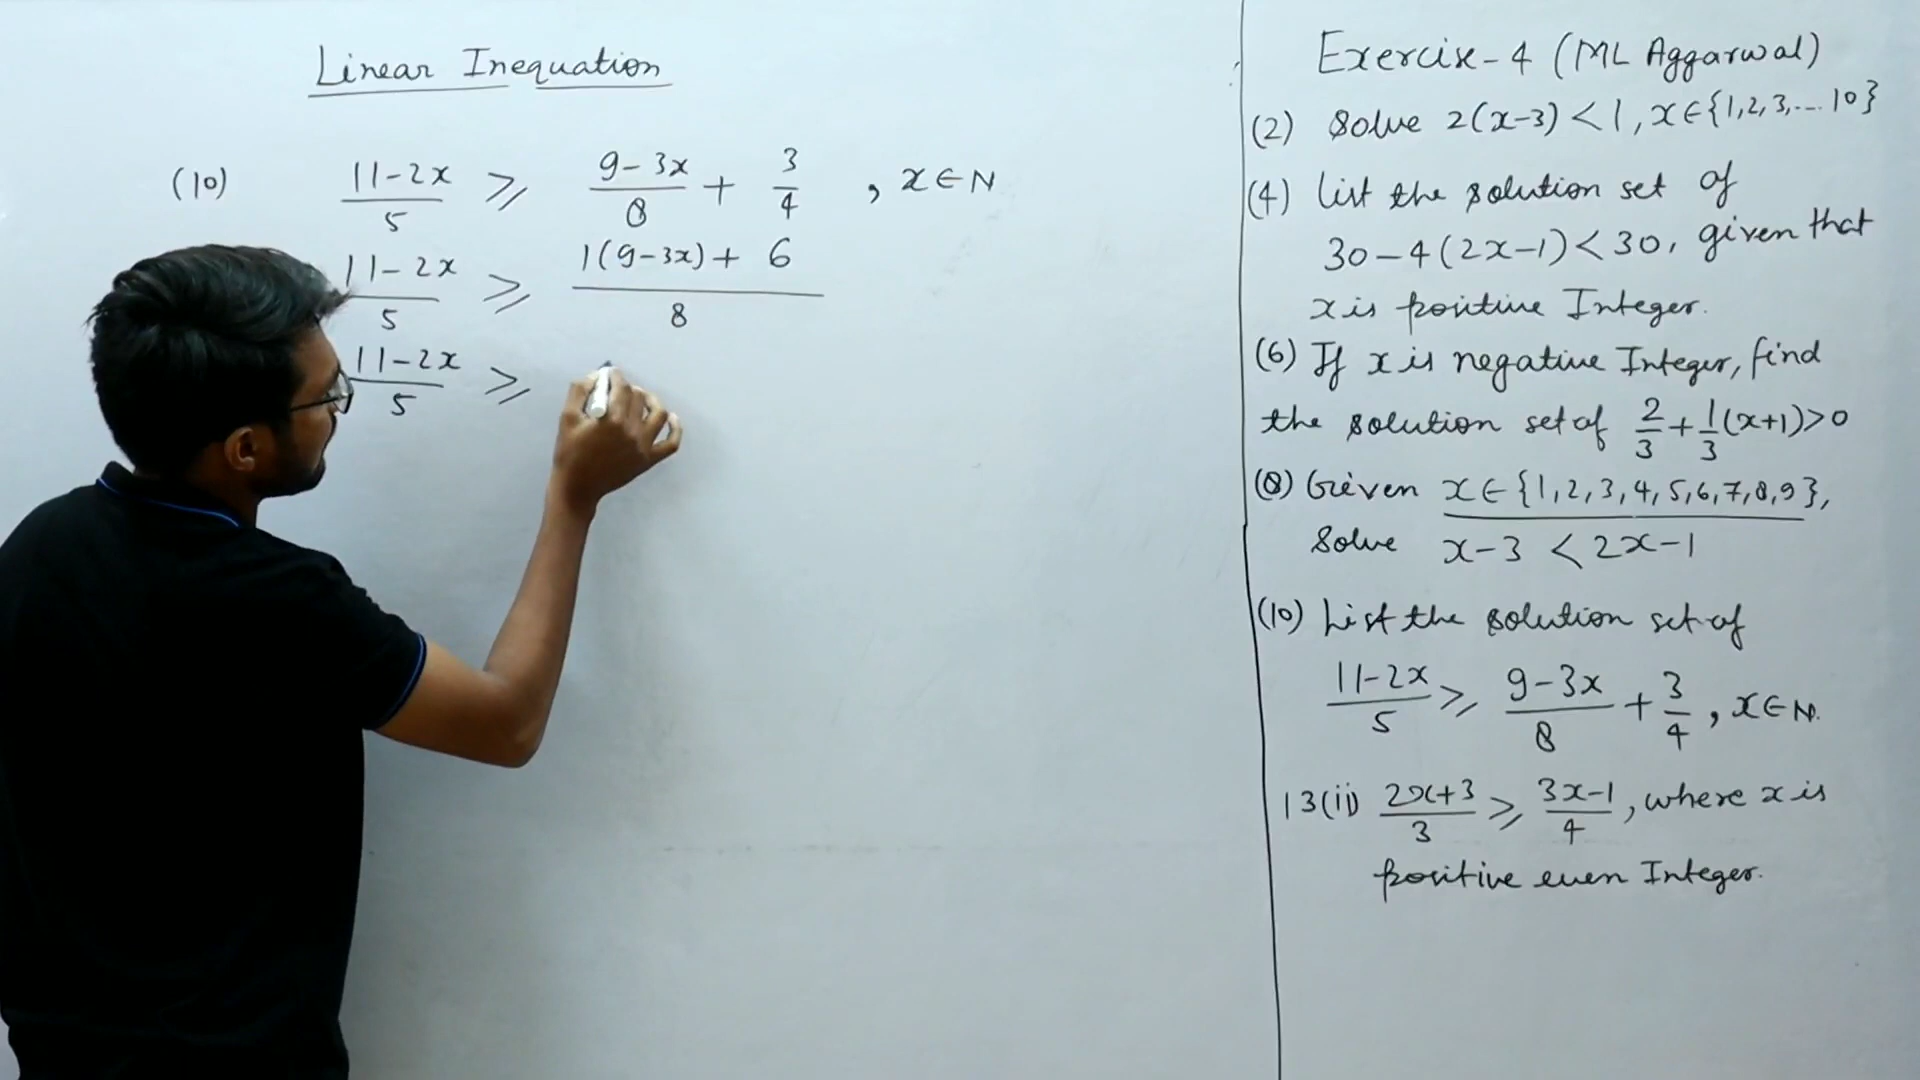 Linear Inequation
(10) 11-2x/5 ⩾ 9-3x/8 + 3/4 , x∈N
11-2x/5 ⩾ 1(9-3x)+ 6/8
11-2x/5 ⩾
Exercise-4 (ML Aggarwal)
(2) Solve 2(x-3) < 1, x∈{1,2,3,....10}
(4) List the solution set of
30-4(2x-1)<30, given that
x is positive Integer.
(6) If x is negative Integer, find
the solution set of 2/3+1/3(x+1)>0
(8) Given x∈{1,2,3,4,5,6,7,8,9},
Solve x-3 <2x-1
(10) List the solution set of
11-2x/5 ⩾ 9-3x/8 + 3/4, x∈N.
13(ii) 2x+3/3 ⩾ 3x-1/4, where x is
positive even Integer.